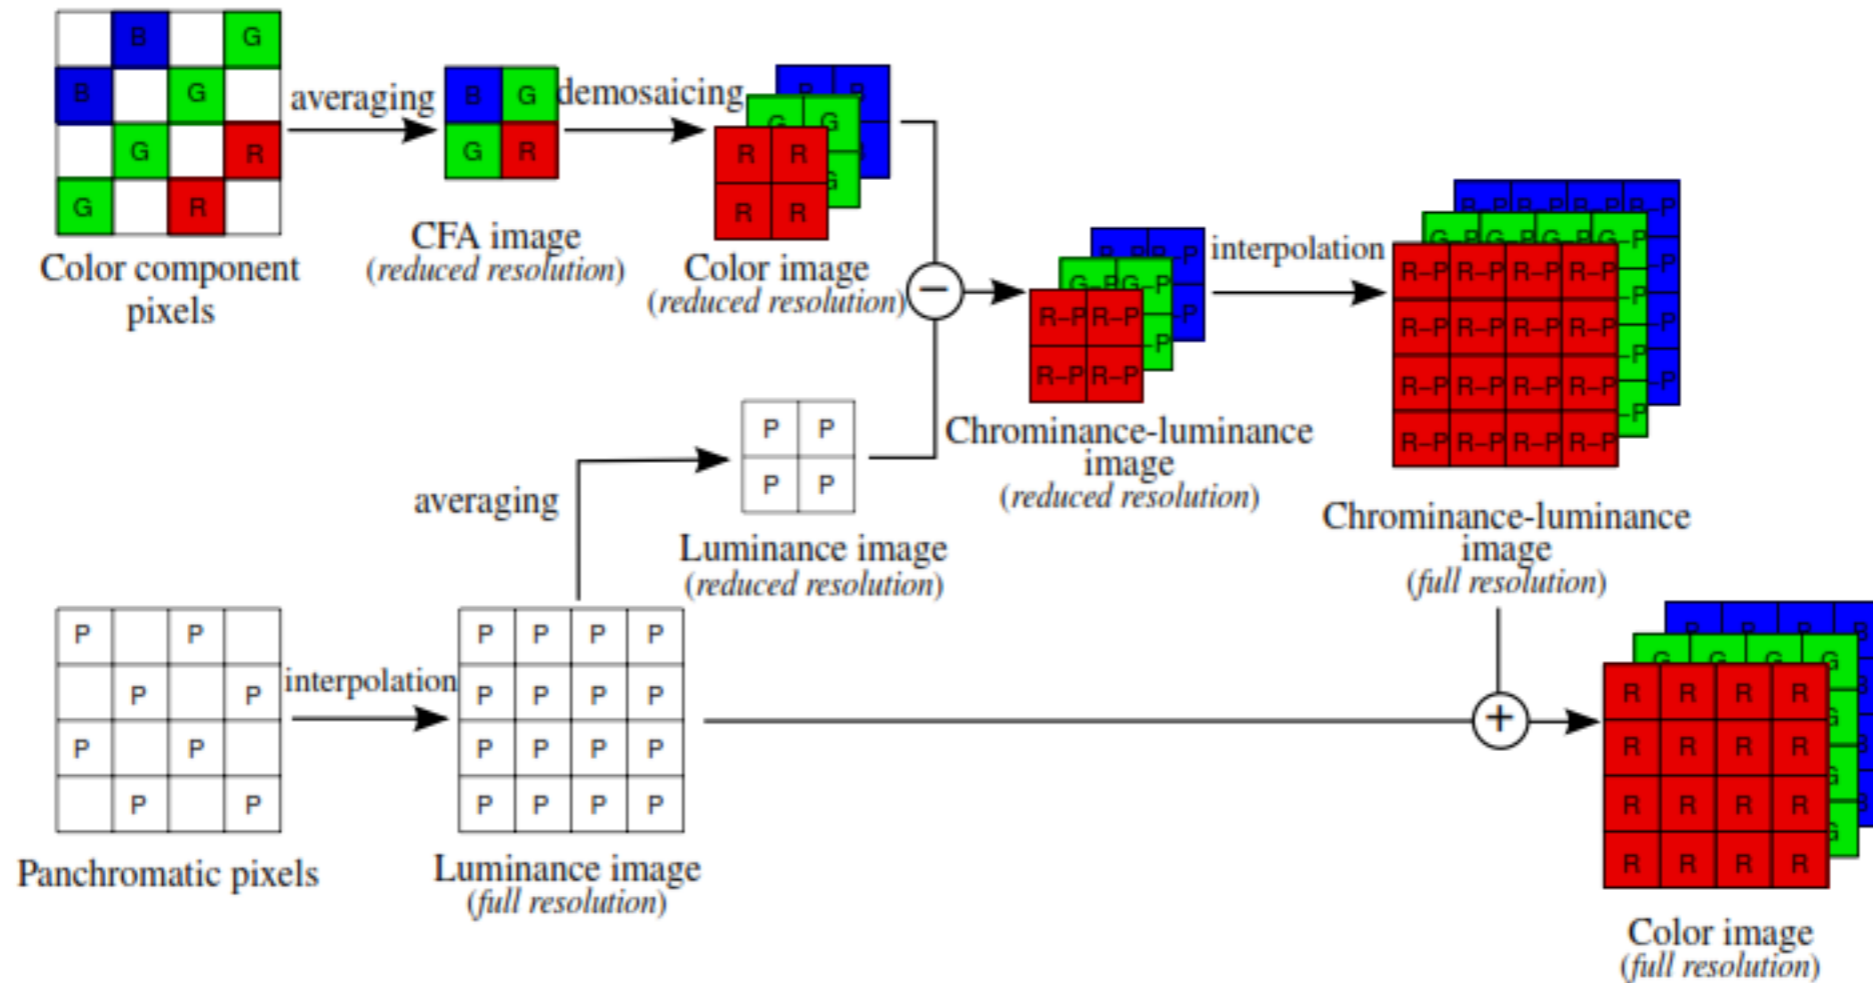 B G
B G
G R
G R
Color component
pixels
averaging
B G
G R
CFA image
(reduced resolution)
demosaicing
G G
G
R R
R R
Color image
(reduced resolution)
−
P P
P P
Luminance image
(reduced resolution)
averaging
G–P G–P
R–P R–P
R–P R–P
Chrominance-luminance
image
(reduced resolution)
interpolation
R–P R–P R–P R–P
R–P R–P R–P R–P
R–P R–P R–P R–P
R–P R–P R–P R–P
Chrominance-luminance
image
(full resolution)
P P
P P
P P
P P
Panchromatic pixels
interpolation
P P P P
P P P P
P P P P
P P P P
Luminance image
(full resolution)
+
G G G G
R R R R
R R R R
R R R R
R R R R
Color image
(full resolution)